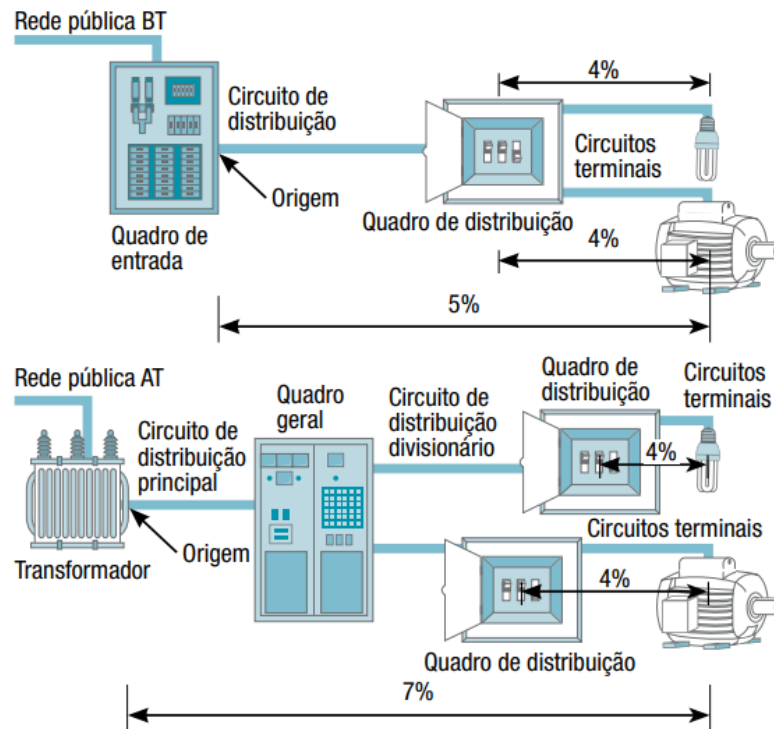 Rede pública BT
4%
Circuito de
distribuição
Circuitos
terminais
Origem
Quadro de distribuição
Quadro de
entrada
4%
5%
Rede pública AT
Quadro
geral
Circuito de
distribuição
divisionário
Quadro de
distribuição
Circuitos
terminais
Circuito de
distribuição
principal
4%
Origem
Circuitos terminais
Transformador
4%
Quadro de distribuição
7%